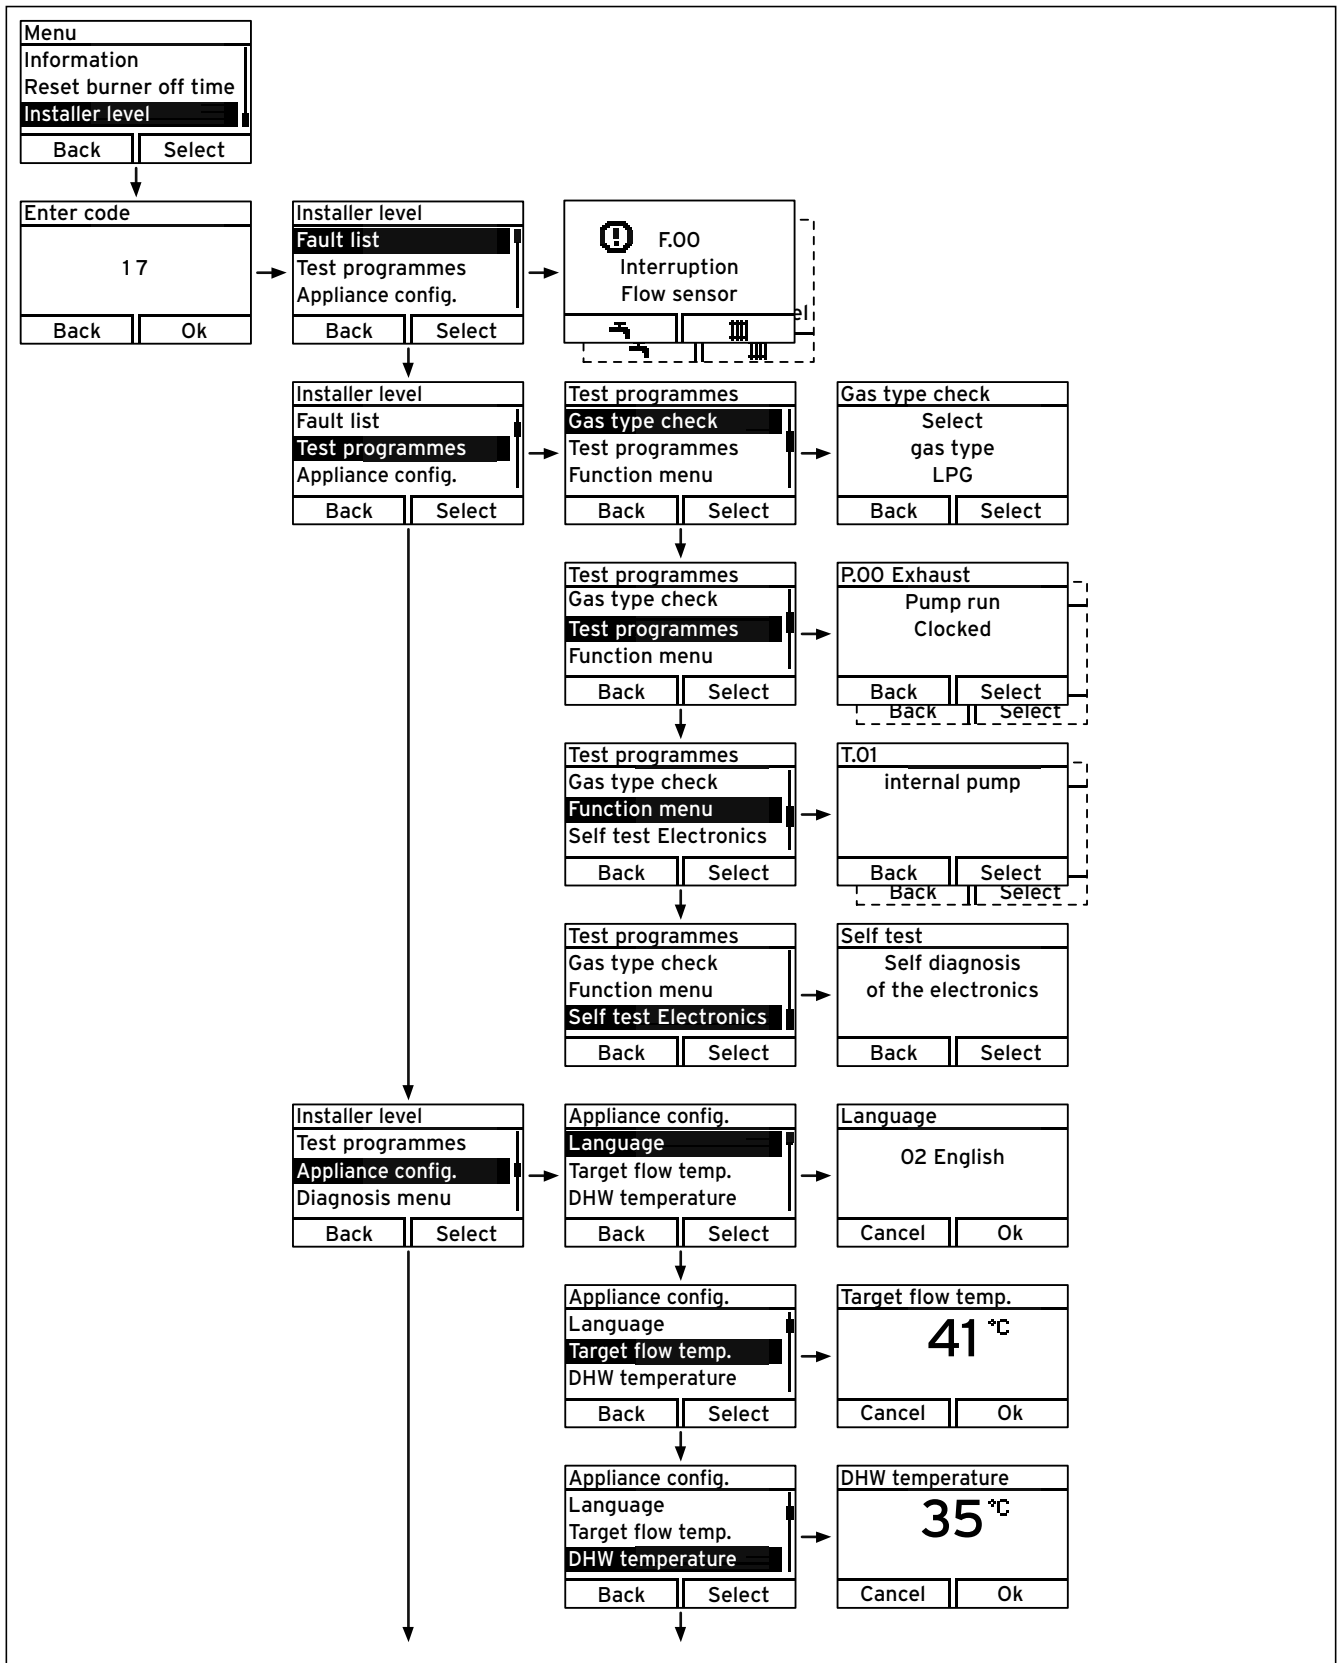 Menu
Information
Reset burner off time
Installer level
Back Select
Enter code
17
Back Ok
Installer level
Fault list
Test programmes
Appliance config.
Back Select
F.00
Interruption
Flow sensor
el
Installer level
Fault list
Test programmes
Appliance config.
Back Select
Test programmes
Gas type check
Test programmes
Function menu
Back Select
Gas type check
Select
gas type
LPG
Back Select
Test programmes
Gas type check
Test programmes
Function menu
Back Select
P.00 Exhaust
Pump run
Clocked
Back Select
Back Select
Test programmes
Gas type check
Function menu
Self test Electronics
Back Select
T.01
internal pump
Back Select
Back Select
Test programmes
Gas type check
Function menu
Self test Electronics
Back Select
Self test
Self diagnosis
of the electronics
Back Select
Installer level
Test programmes
Appliance config.
Diagnosis menu
Back Select
Appliance config.
Language
Target flow temp.
DHW temperature
Back Select
Language
02 English
Cancel Ok
Appliance config.
Language
Target flow temp.
DHW temperature
Back Select
Target flow temp.
41 °C
Cancel Ok
Appliance config.
Language
Target flow temp.
DHW temperature
Back Select
DHW temperature
35 °C
Cancel Ok